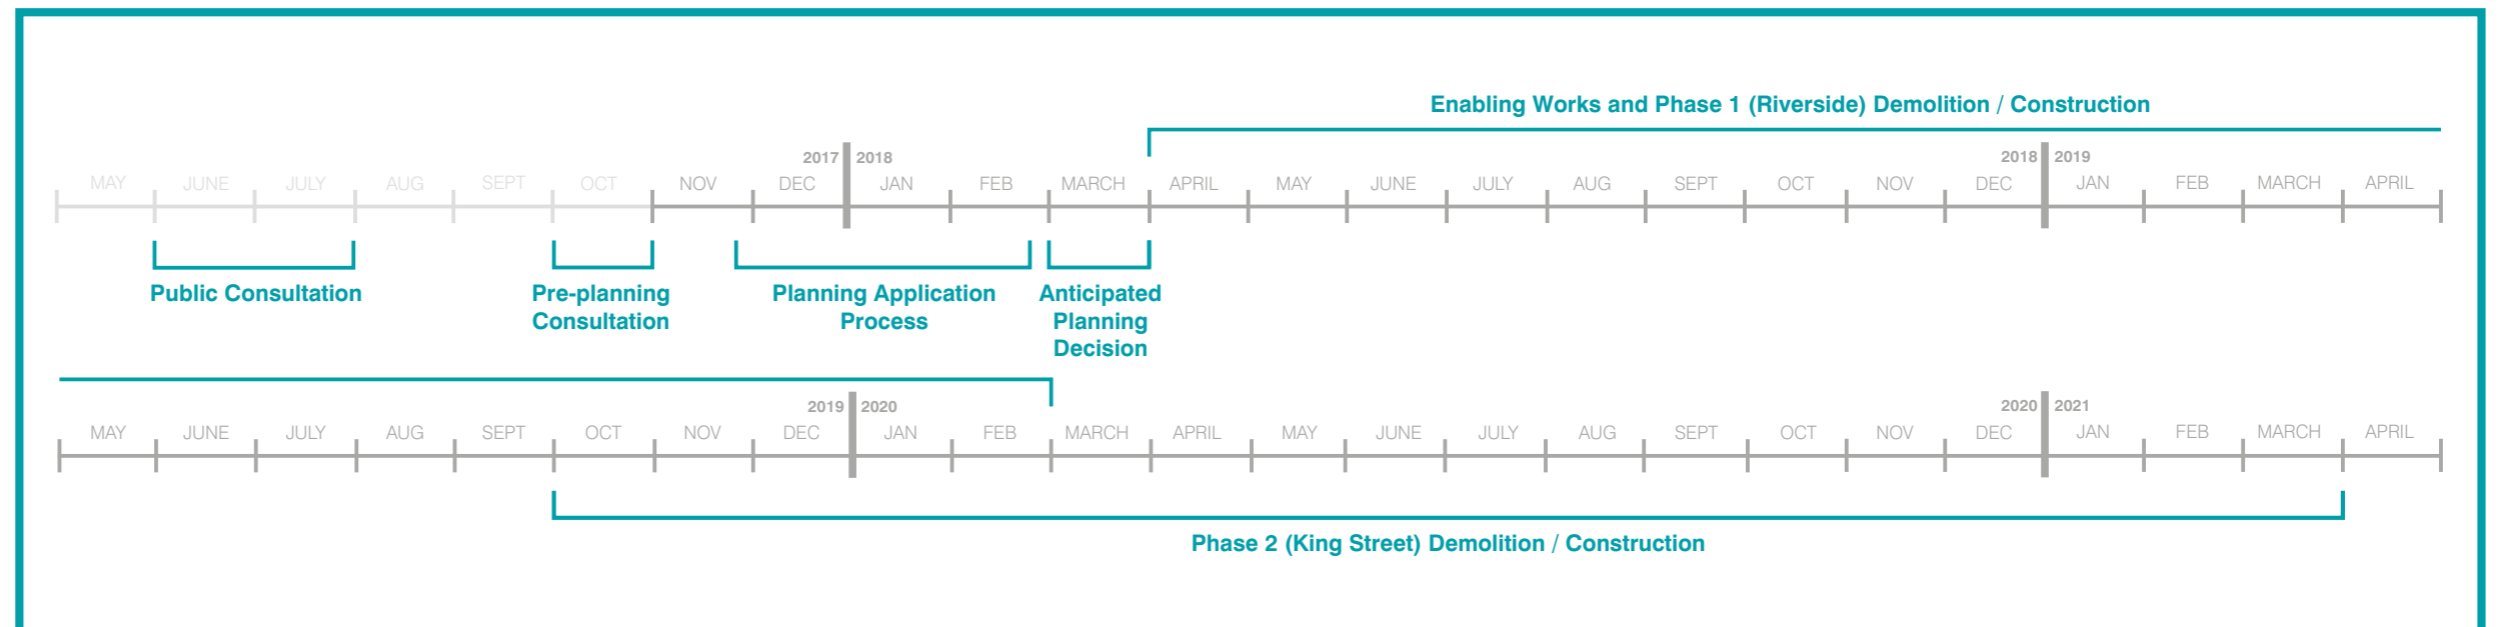 Enabling Works and Phase 1 (Riverside) Demolition / Construction
2017 2018 2018 2019
MAY JUNE JULY AUG SEPT OCT NOV DEC JAN FEB MARCH APRIL MAY JUNE JULY AUG SEPT OCT NOV DEC JAN FEB MARCH APRIL
Public Consultation
Pre-planning
Consultation
Planning Application
Process
Anticipated
Planning
Decision
2019 2020 2020 2021
MAY JUNE JULY AUG SEPT OCT NOV DEC JAN FEB MARCH APRIL MAY JUNE JULY AUG SEPT OCT NOV DEC JAN FEB MARCH APRIL
Phase 2 (King Street) Demolition / Construction